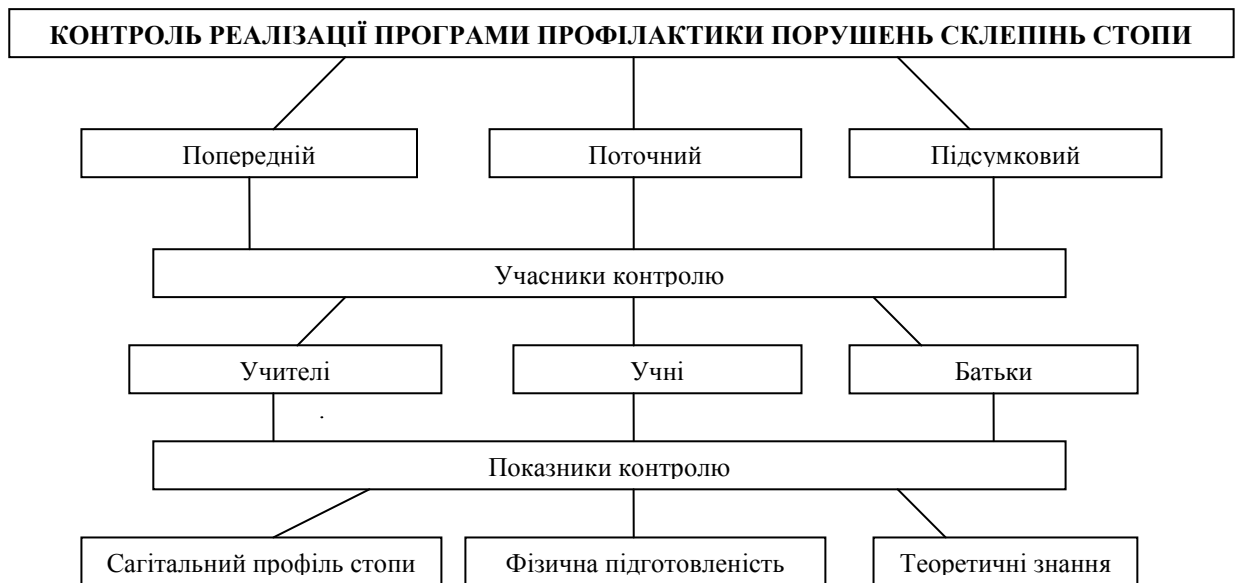 КОНТРОЛЬ РЕАЛІЗАЦІЇ ПРОГРАМИ ПРОФІЛАКТИКИ ПОРУШЕНЬ СКЛЕПІНЬ СТОПИ
Попередній
Поточний
Підсумковий
Учасники контролю
Учителі
Учні
Батьки
.
Показники контролю
Сагітальний профіль стопи
Фізична підготовленість
Теоретичні знання